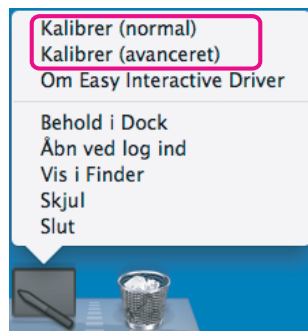 Kalibrer (normal)
Kalibrer (avanceret)
Om Easy Interactive Driver
Behold i Dock
Åbn ved log ind
Vis i Finder
Skjul
Slut